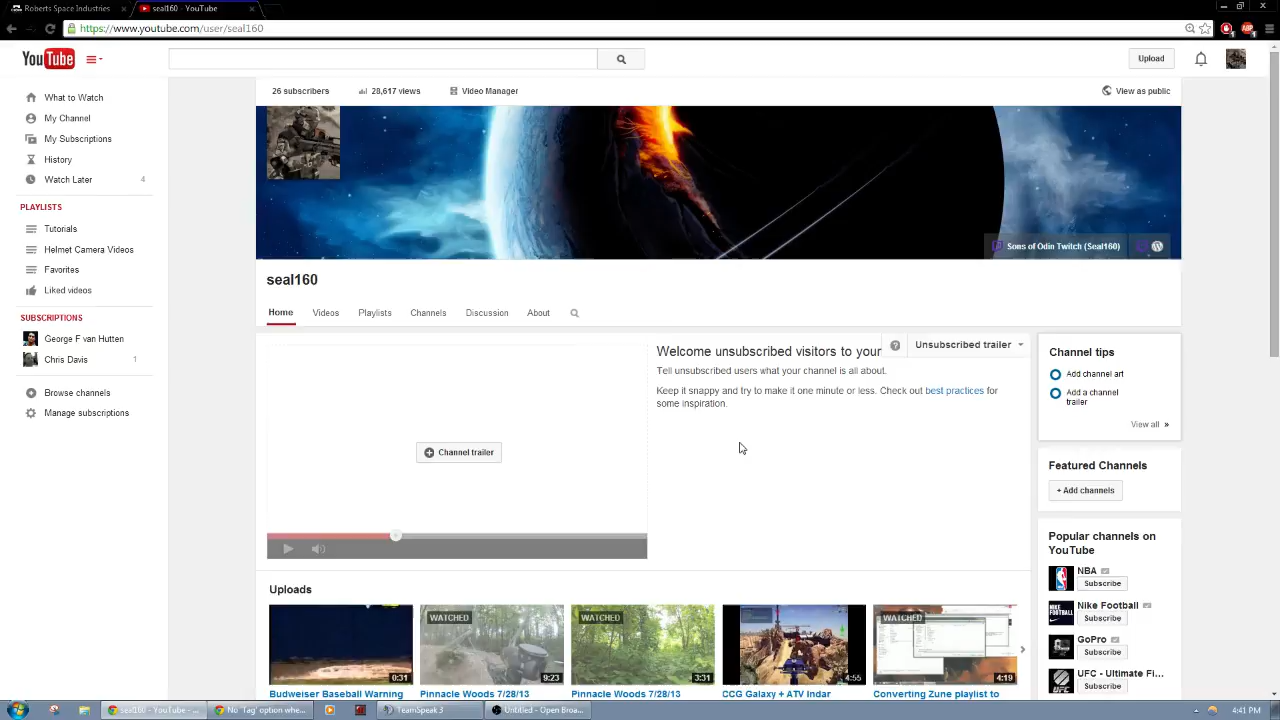 Roberts Space Industries
seal160 - YouTube
https://www.youtube.com/user/seal160
YouTube
Upload
26 subscribers
28,617 views
Video Manager
View as public
What to Watch
My Channel
My Subscriptions
History
Watch Later 4
PLAYLISTS
Tutorials
Helmet Camera Videos
Favorites
Liked videos
SUBSCRIPTIONS
George F van Hutten
Chris Davis 1
Browse channels
Manage subscriptions
Sons of Odin Twitch (Seal160)
seal160
Home Videos Playlists Channels Discussion About
Welcome unsubscribed visitors to your
Unsubscribed trailer
Tell unsubscribed users what your channel is all about.
Keep it snappy and try to make it one minute or less. Check out best practices for
some inspiration.
Channel trailer
Channel tips
Add channel art
Add a channel
trailer
View all »
Featured Channels
+ Add channels
Popular channels on
YouTube
NBA
Subscribe
Nike Football
Subscribe
GoPro
Subscribe
UFC - Ultimate Fi...
Subscribe
Uploads
0:31
WATCHED
9:23
WATCHED
3:31
4:55
WATCHED
4:19
Budweiser Baseball Warning
Pinnacle Woods 7/28/13
Pinnacle Woods 7/28/13
CCG Galaxy + ATV Indar
Converting Zune playlist to
seal160 - YouTube - ...
No 'Tag' option whe...
TeamSpeak 3
Untitled - Open Broa...
4:41 PM